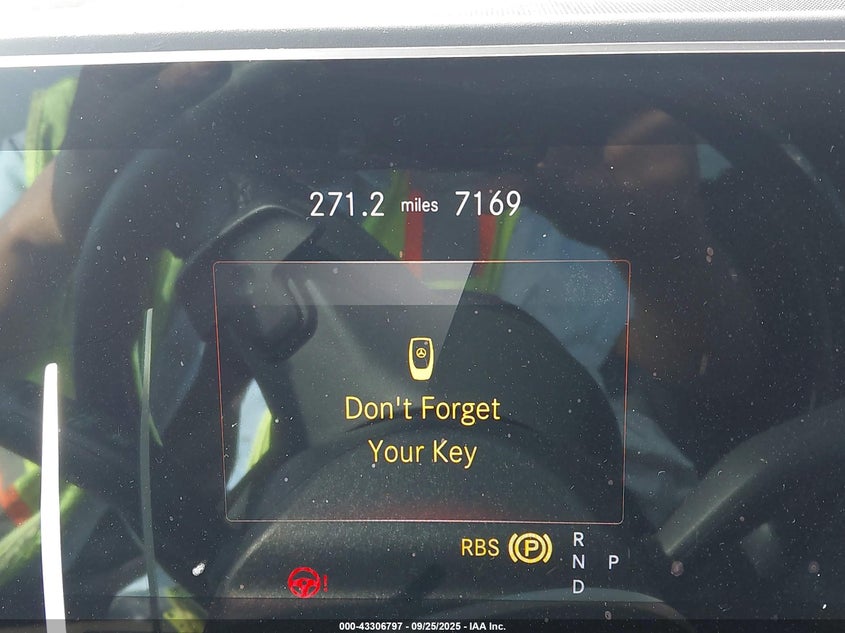 271.2 miles 7169
Don't Forget
Your Key
RBS P
R
N P
D
!
000-43306797 - 09/25/2025 - IAA Inc.